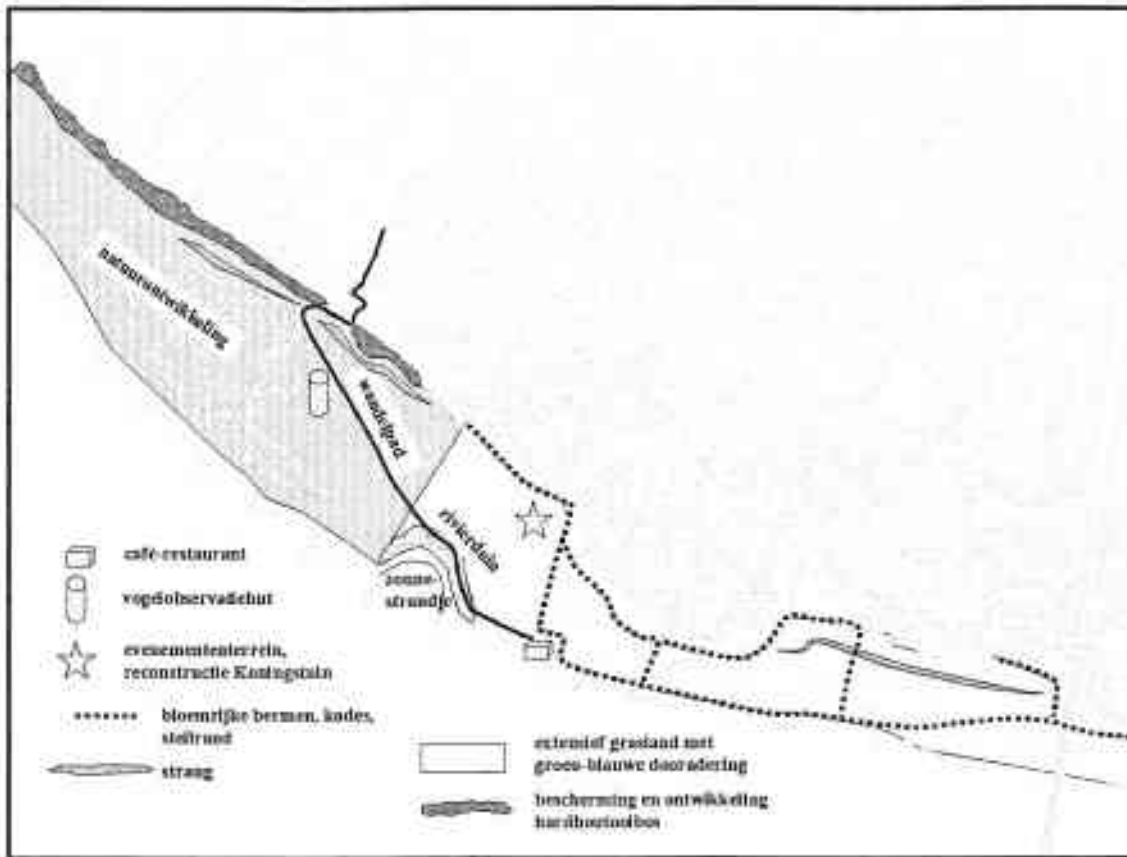 natuurontwikkeling
wandelpad
rivierduin
zonne-
strandje
café-restaurant
vogelobservatiehut
evenemententerrein,
reconstructie Koningstuin
bloemrijke bermen, kades,
steilrand
strang
extensief grasland met
groen-blauwe dooradering
bescherming en ontwikkeling
hardhoutooibos